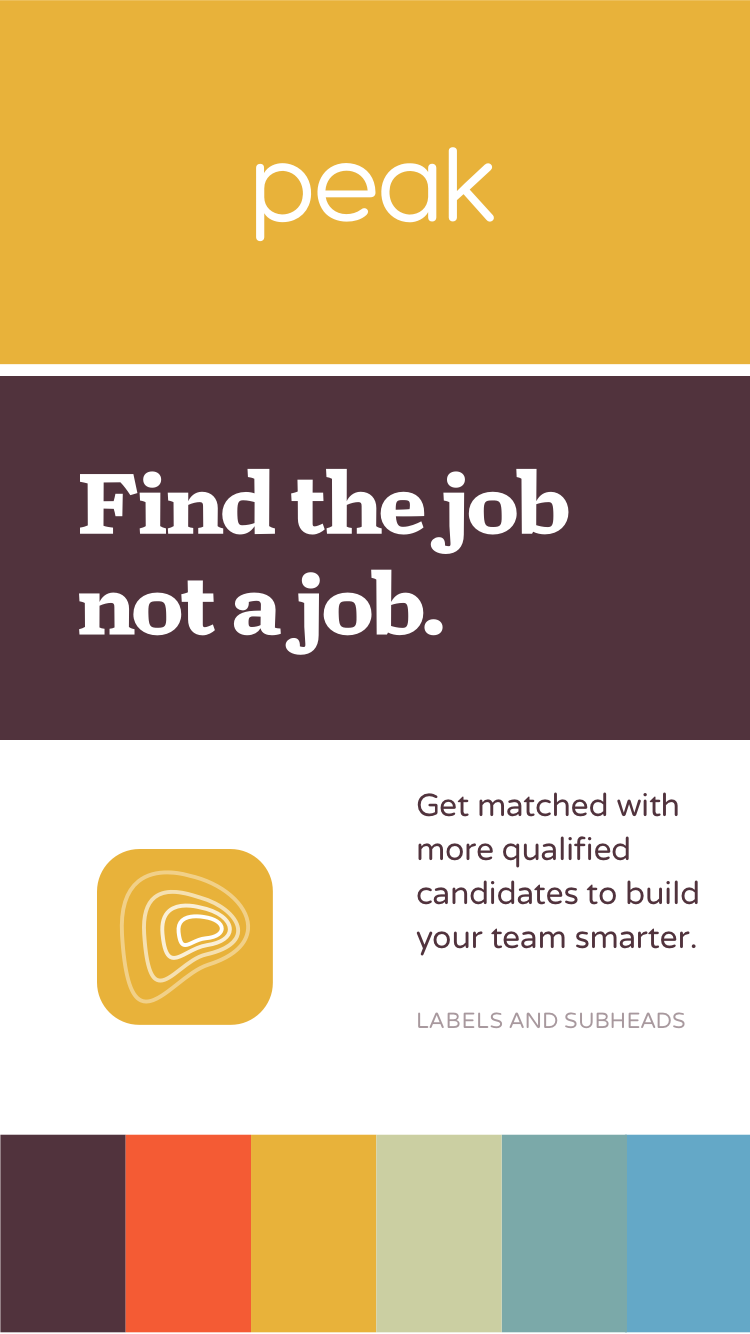 peak
Find the job
not a job.
Get matched with
more qualified
candidates to build
your team smarter.
LABELS AND SUBHEADS